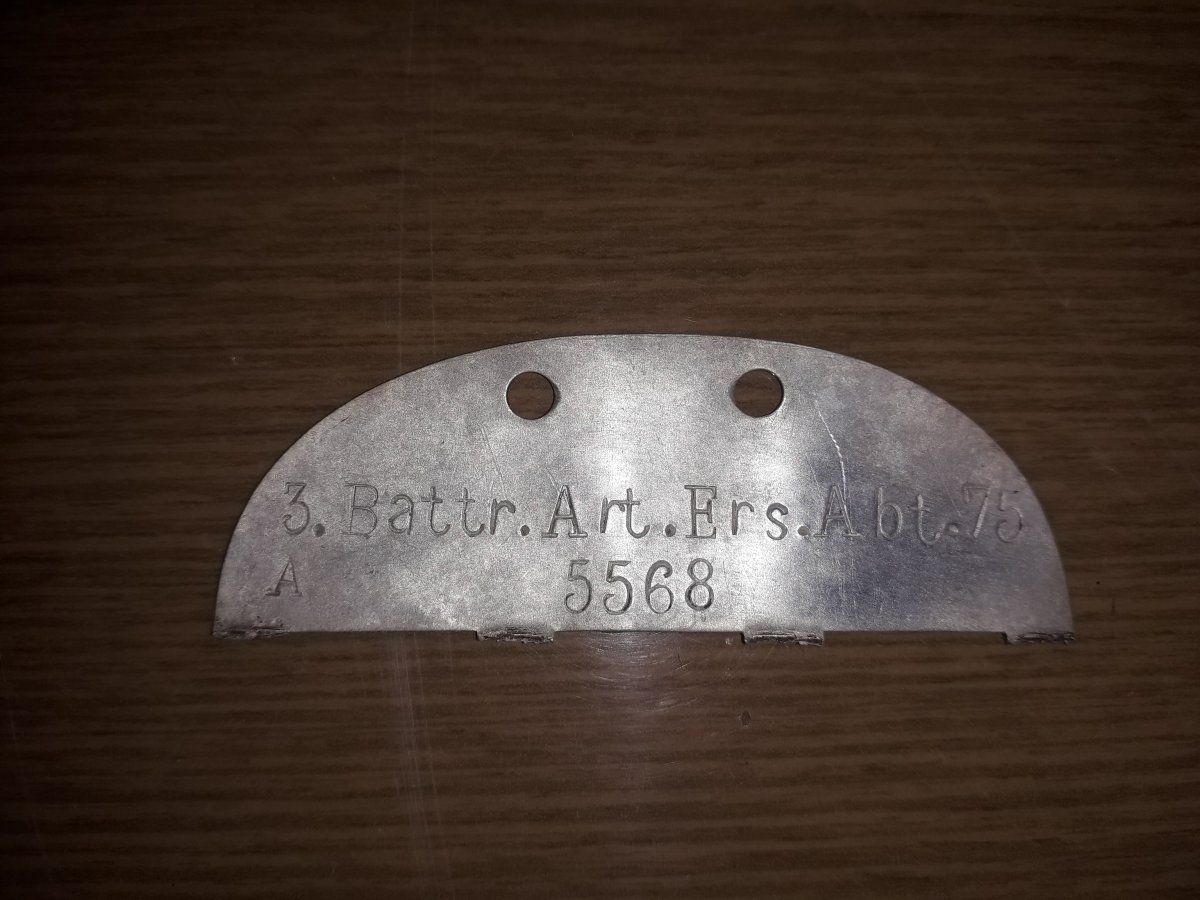 3. Battr. Art. Ers. Abt. 75
A 5568